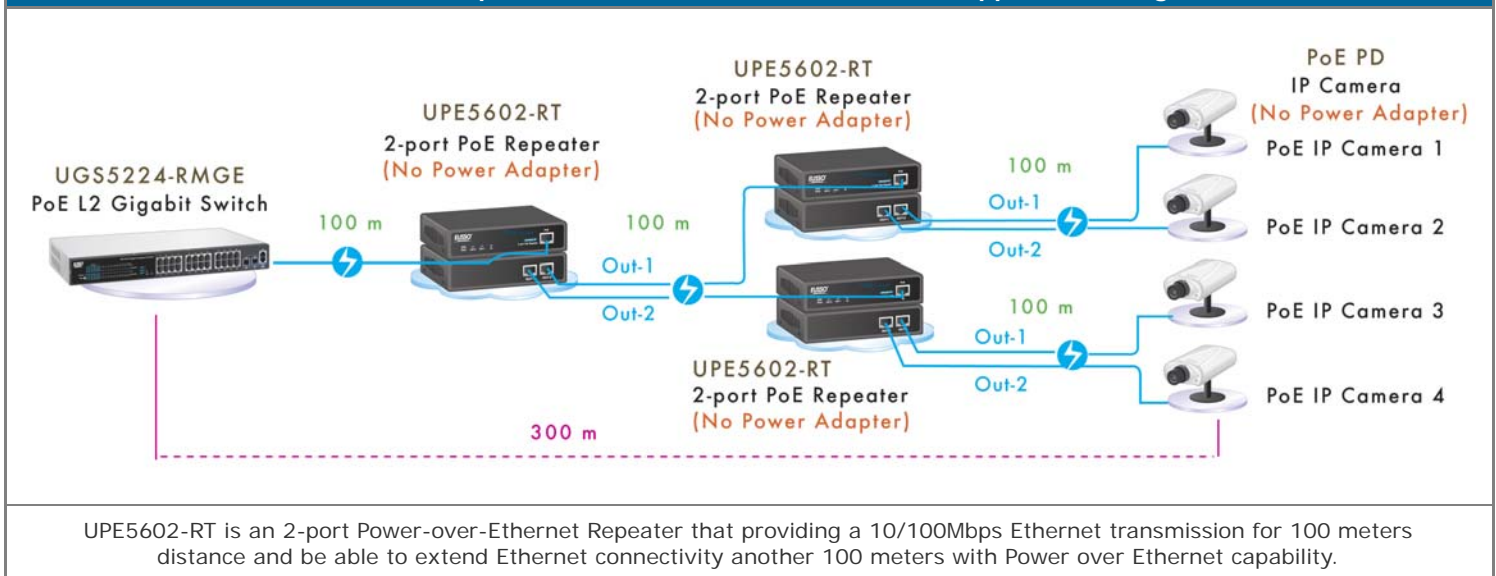 UPE5602-RT
2-port PoE Repeater
(No Power Adapter)
PoE PD
IP Camera
(No Power Adapter)
UPE5602-RT
2-port PoE Repeater
(No Power Adapter)
UGS5224-RMGE
PoE L2 Gigabit Switch
100 m
100 m
Out-1
Out-2
100 m
Out-1
Out-2
PoE IP Camera 1
PoE IP Camera 2
100 m
Out-1
Out-2
PoE IP Camera 3
PoE IP Camera 4
UPE5602-RT
2-port PoE Repeater
(No Power Adapter)
300 m
UPE5602-RT is an 2-port Power-over-Ethernet Repeater that providing a 10/100Mbps Ethernet transmission for 100 meters
distance and be able to extend Ethernet connectivity another 100 meters with Power over Ethernet capability.